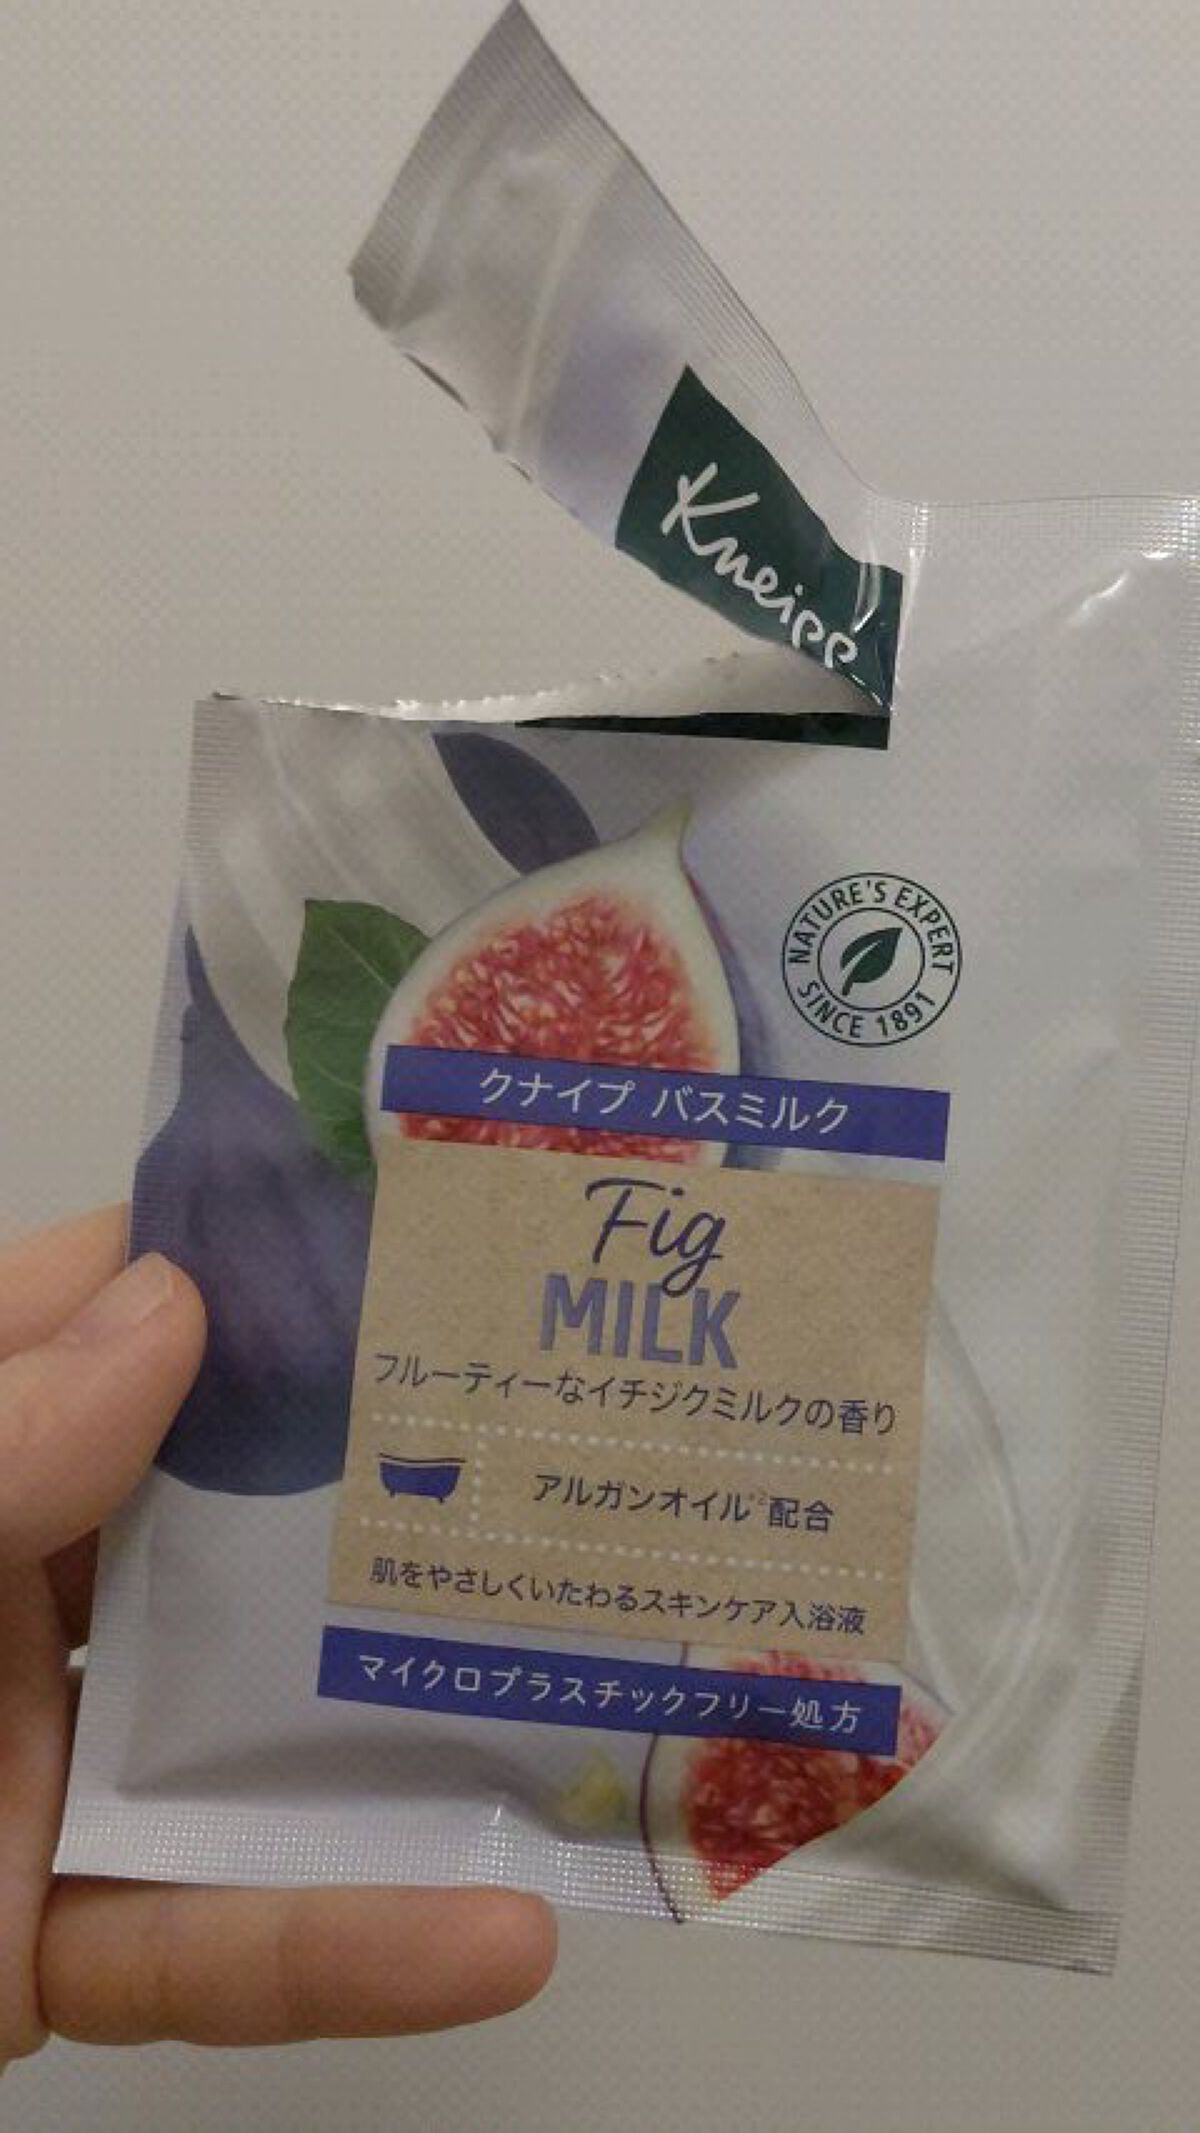 Kneipp
NATURE'S EXPERT
SINCE 1891
クナイプ バスミルク
Fig
MILK
フルーティーなイチジクミルクの香り
アルガンオイル*2配合
肌をやさしくいたわるスキンケア入浴液
マイクロプラスチックフリー処方